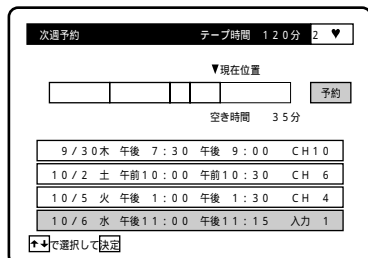 次週予約 テープ時間 120分 2 ♥
▼現在位置
予約
空き時間 35分
9/30木 午後 7:30 午後 9:00 CH10
10/2 土 午前10:00 午前10:30 CH 6
10/5 火 午後 1:00 午後 1:30 CH 4
10/6 水 午後11:00 午後11:15 入力 1
↑↓で選択して決定